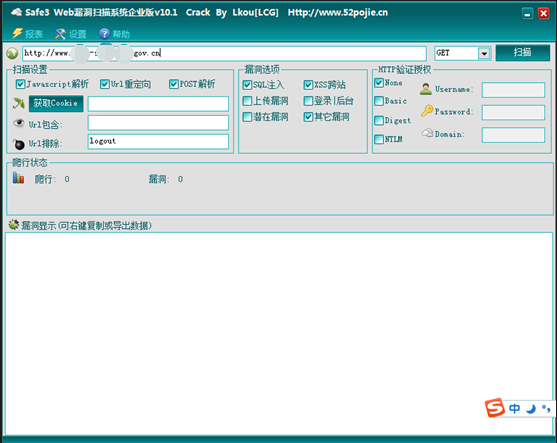 Safe3 Web漏洞扫描系统企业版v10.1 Crack By Lkou[LCG] Http://www.52pojie.cn
报表 设置 帮助
http://www. gov.cn GET 扫描
扫描设置 漏洞选项 HTTP验证授权
Javascript解析 Url重定向 POST解析 SQL注入 XSS跨站 None Username:
获取Cookie 上传漏洞 登录|后台 Basic Password:
Url包含: 潜在漏洞 其它漏洞 Digest Domain:
Url排除: logout NTLM
爬行状态
爬行: 0 漏洞: 0
漏洞显示(可右键复制或导出数据)
中